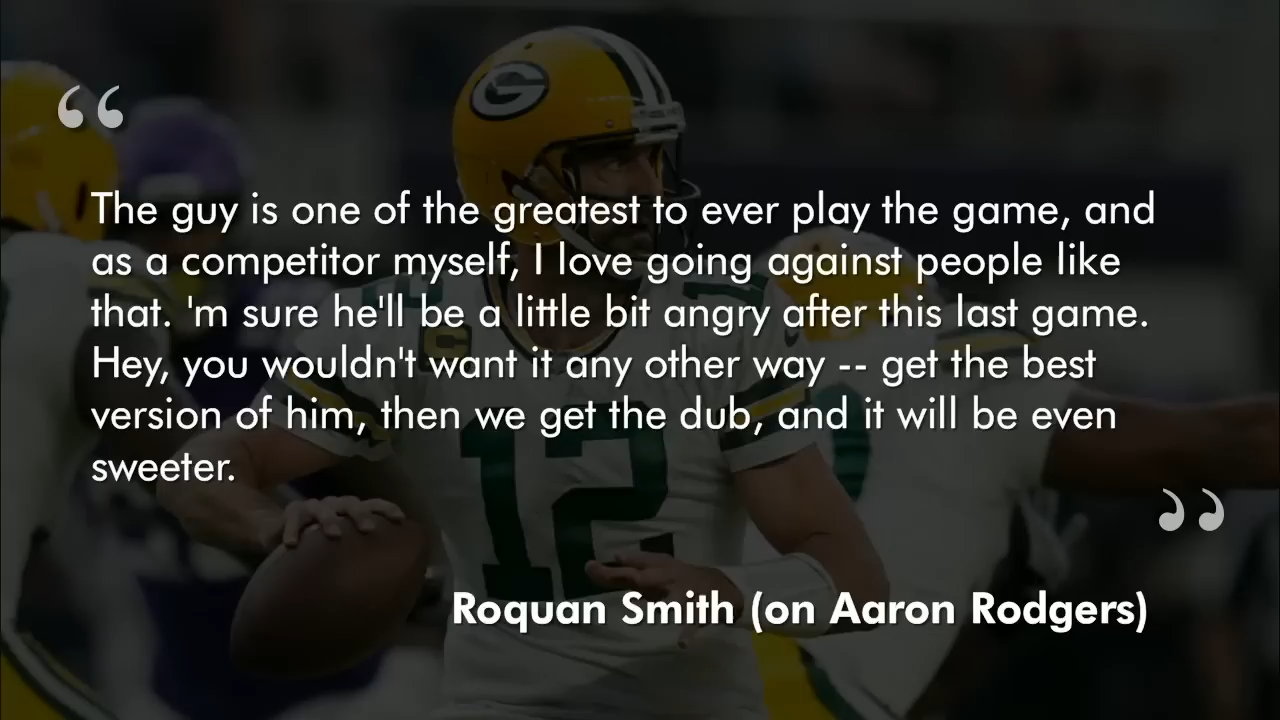 “
The guy is one of the greatest to ever play the game, and
as a competitor myself, I love going against people like
that. 'm sure he'll be a little bit angry after this last game.
Hey, you wouldn't want it any other way -- get the best
version of him, then we get the dub, and it will be even
sweeter.
”
Roquan Smith (on Aaron Rodgers)
G
C
12